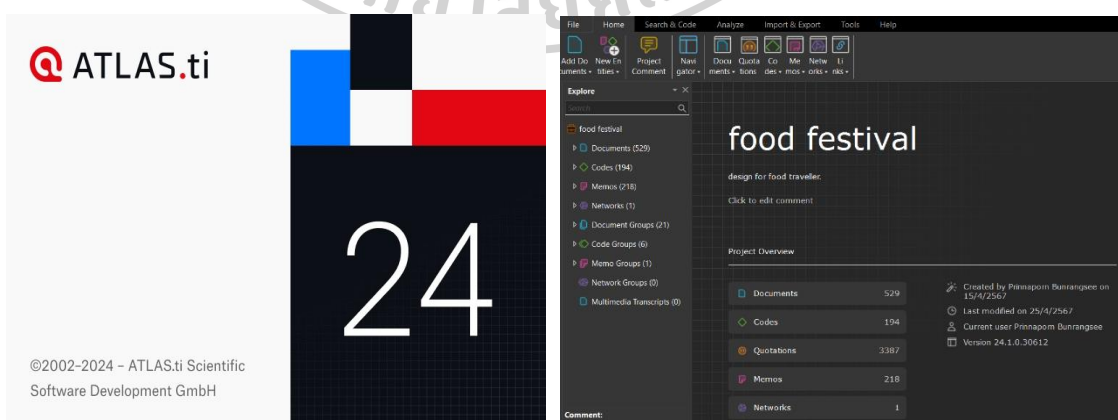 ATLAS.ti
24
©2002–2024 – ATLAS.ti Scientific
Software Development GmbH
File Home Search & Code Analyze Import & Export Tools Help
Add Do New En Project Navi Docu Quota Co Me Netw Li
cuments tities Comment gator ments tions des mos orks nks
Explore
Search
food festival
Documents (529)
Codes (194)
Memos (218)
Networks (1)
Document Groups (21)
Code Groups (6)
Memo Groups (1)
Network Groups (0)
Multimedia Transcripts (0)
Comment:
food festival
design for food traveller.
Click to edit comment
Project Overview
Documents 529
Codes 194
Quotations 3387
Memos 218
Networks 1
Created by Prinnaporn Bunrangsee on
15/4/2567
Last modified on 25/4/2567
Current user Prinnaporn Bunrangsee
Version 24.1.0.30612